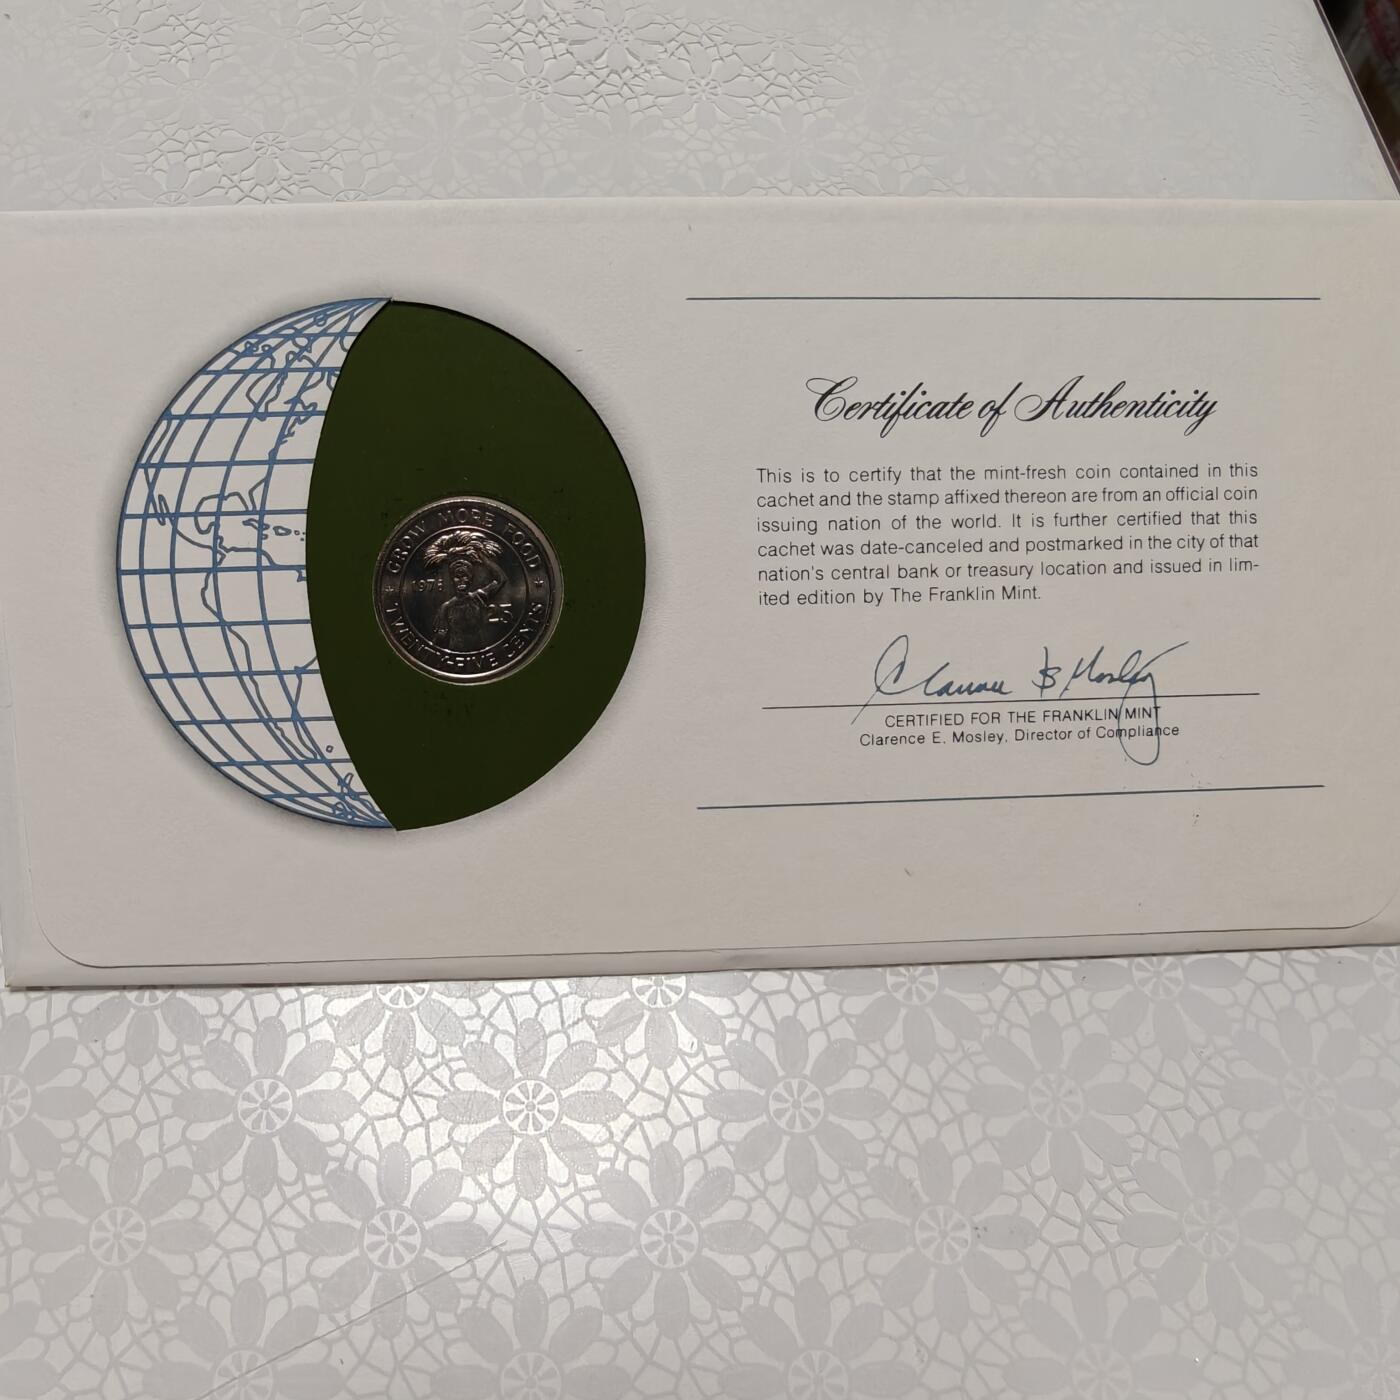 GROW MORE FOOD
1976
25
TWENTY-FIVE CENTS
Certificate of Authenticity
This is to certify that the mint-fresh coin contained in this
cachet and the stamp affixed thereon are from an official coin
issuing nation of the world. It is further certified that this
cachet was date-canceled and postmarked in the city of that
nation's central bank or treasury location and issued in lim-
ited edition by The Franklin Mint.
CERTIFIED FOR THE FRANKLIN MINT
Clarence E. Mosley, Director of Compliance